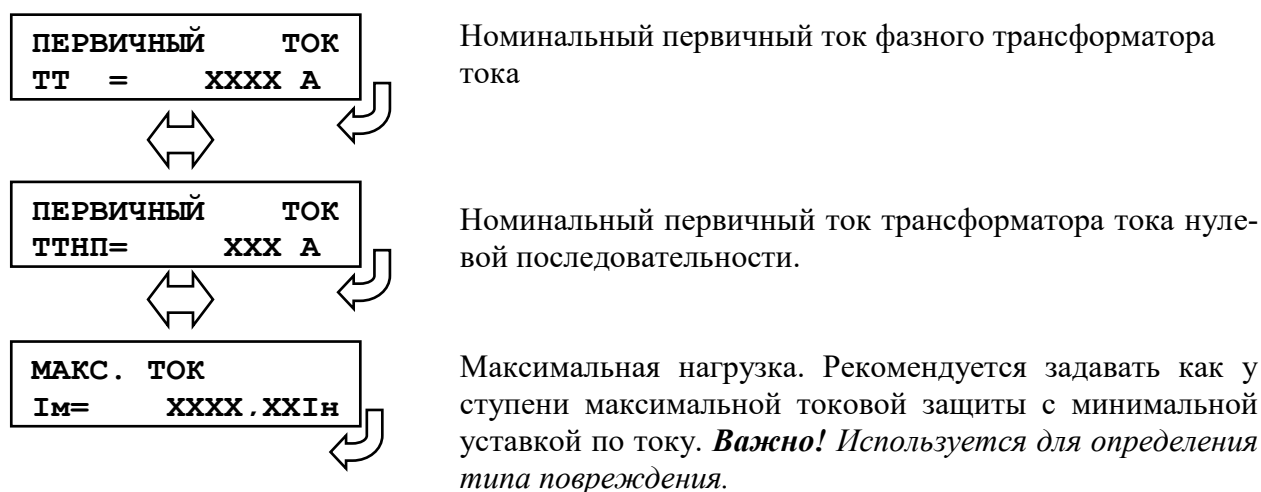 ПЕРВИЧНЫЙ ТОК
ТТ = XXXX А
Номинальный первичный ток фазного трансформатора
тока
ПЕРВИЧНЫЙ ТОК
ТТНП= XXX А
Номинальный первичный ток трансформатора тока нуле-
вой последовательности.
МАКС. ТОК
Iм= XXXX.XXIн
Максимальная нагрузка. Рекомендуется задавать как у
ступени максимальной токовой защиты с минимальной
уставкой по току. Важно! Используется для определения
типа повреждения.